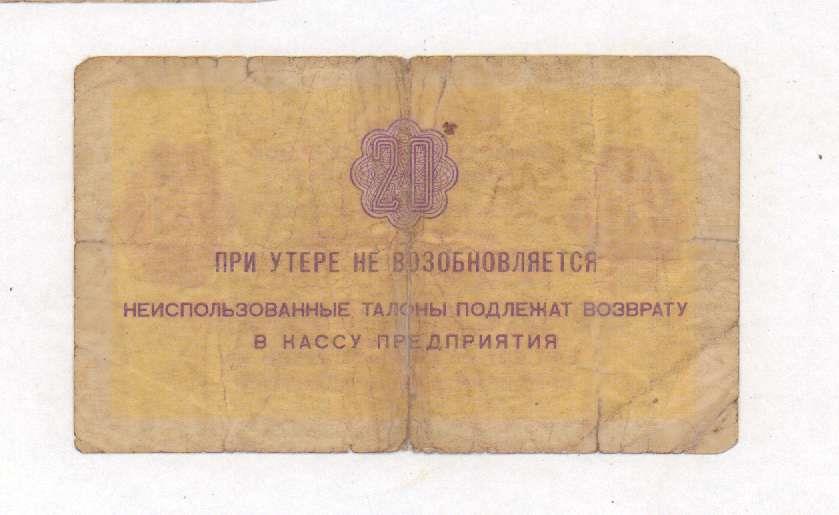 20
ПРИ УТЕРЕ НЕ ВОЗОБНОВЛЯЕТСЯ
НЕИСПОЛЬЗОВАННЫЕ ТАЛОНЫ ПОДЛЕЖАТ ВОЗВРАТУ
В КАССУ ПРЕДПРИЯТИЯ